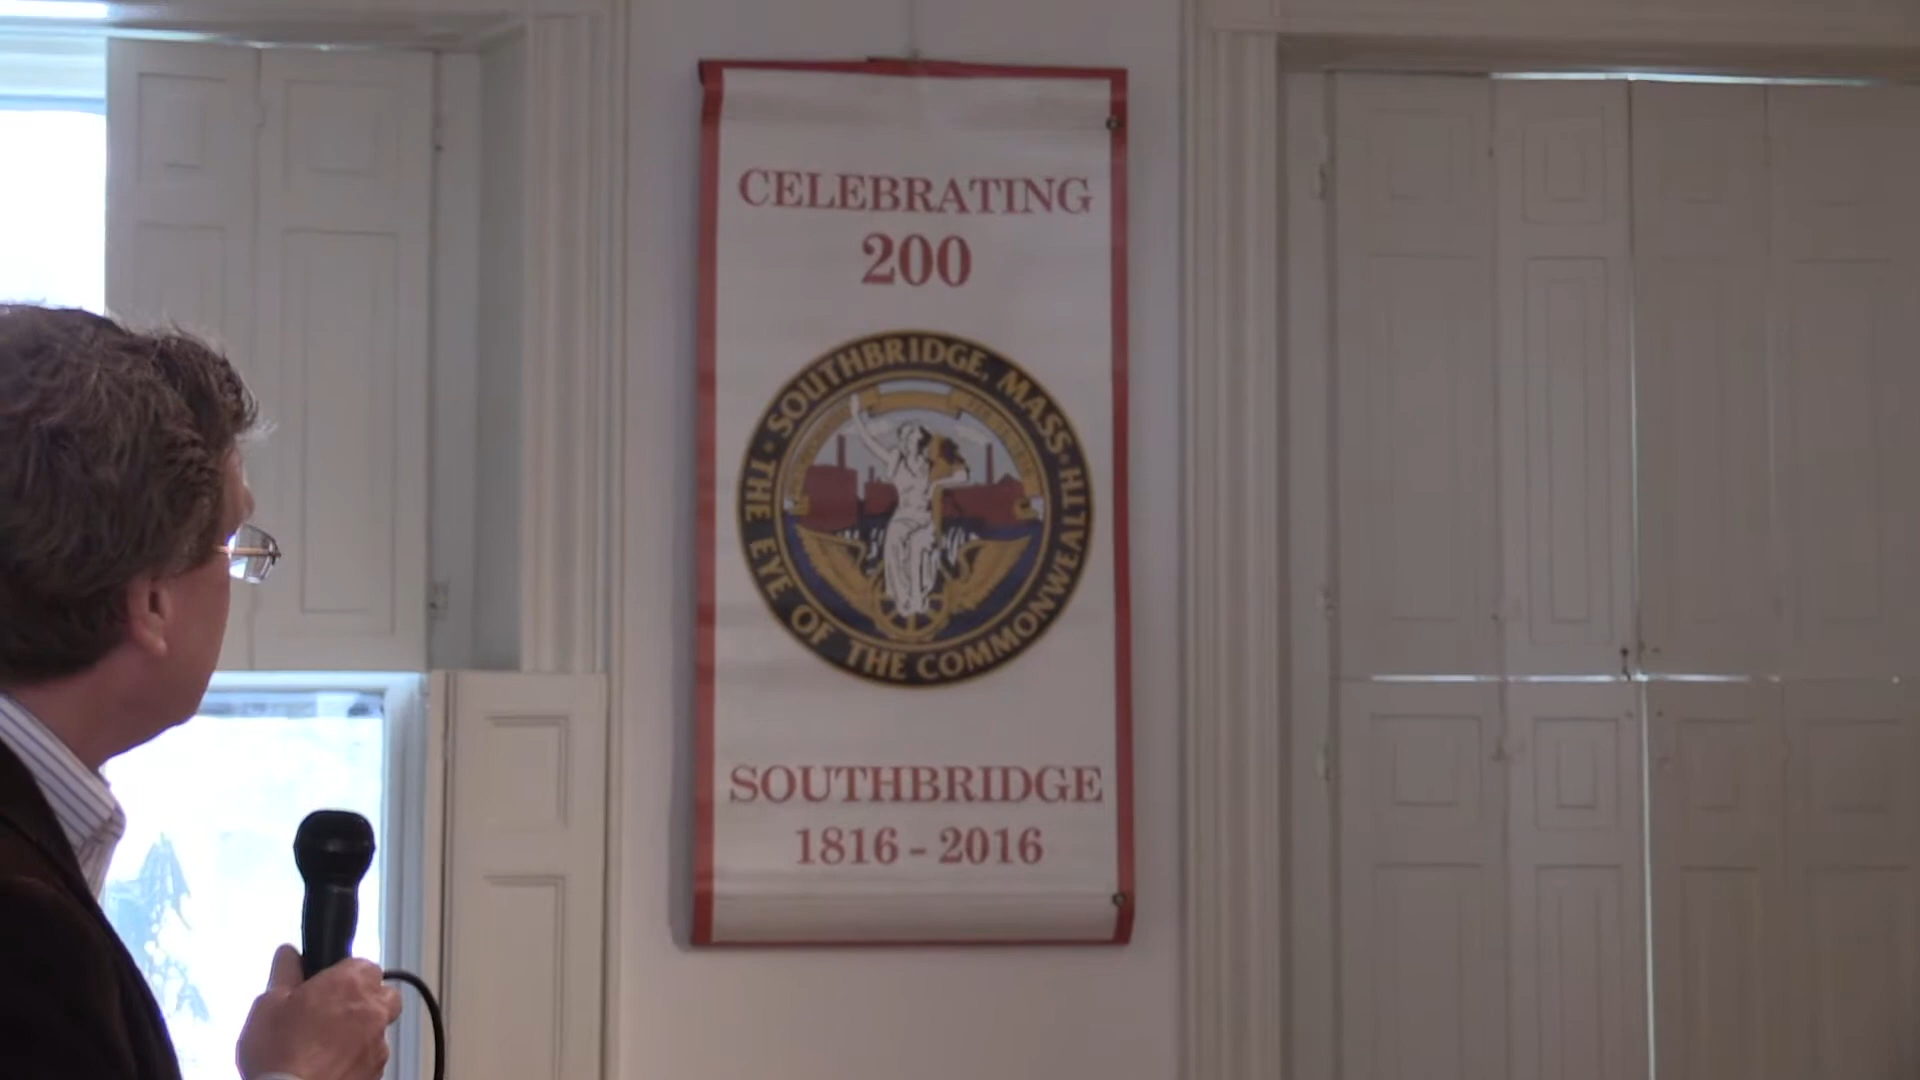 CELEBRATING
200
SOUTHBRIDGE, MASS.
THE EYE OF THE COMMONWEALTH
SOUTHBRIDGE
1816 - 2016